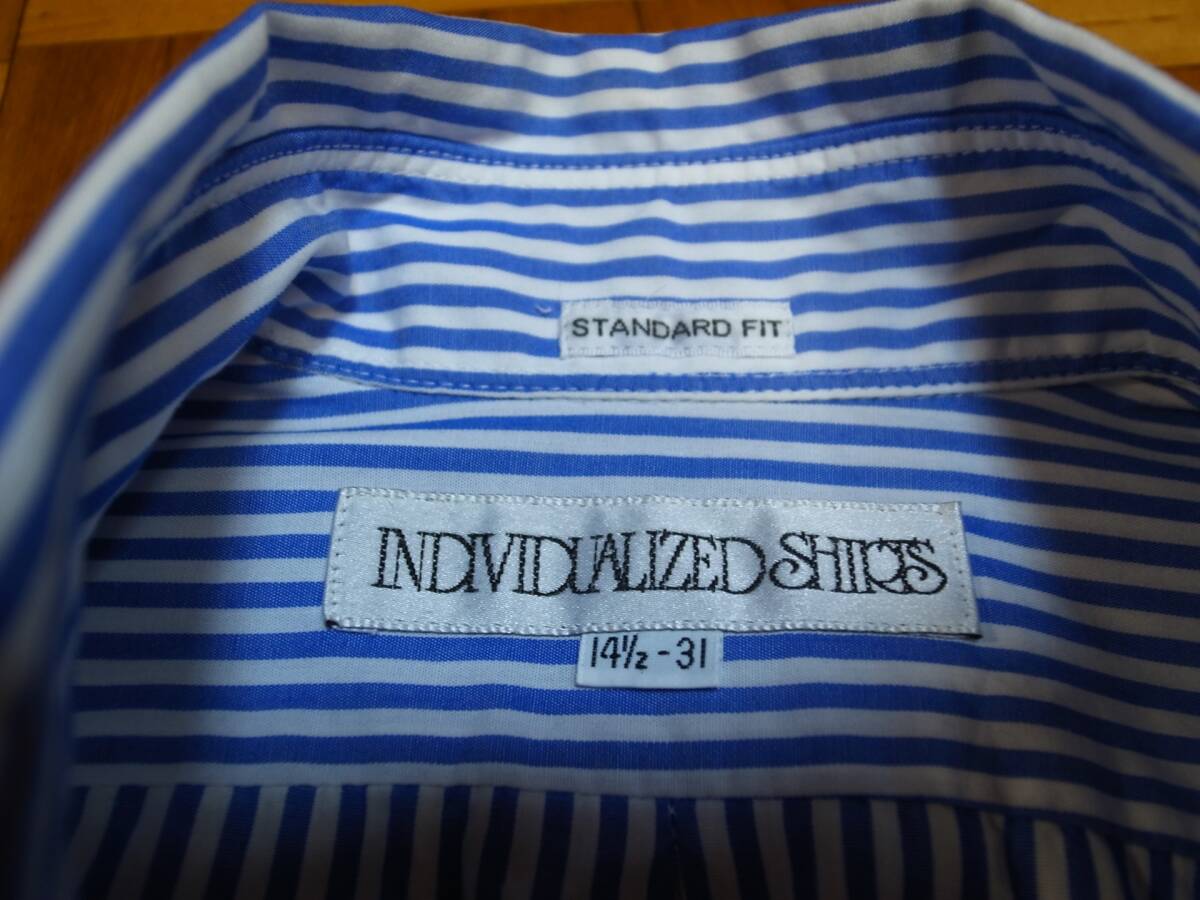 STANDARD FIT
INDIVIDUALIZED SHIRTS
14½ - 31